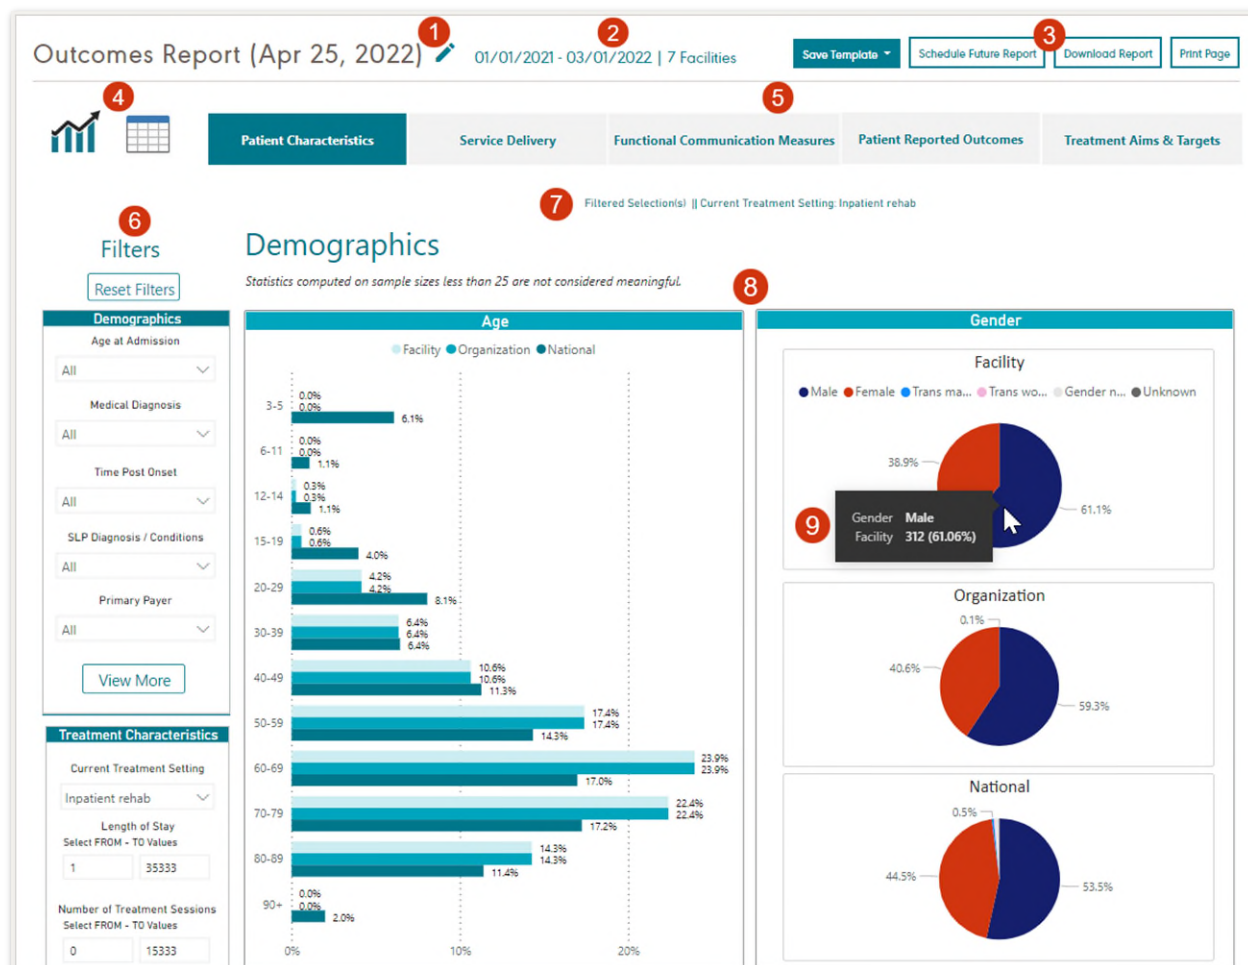 1
2
3
Outcomes Report (Apr 25, 2022)
01/01/2021 - 03/01/2022 | 7 Facilities
Save Template
Schedule Future Report
Download Report
Print Page
4
5
Patient Characteristics
Service Delivery
Functional Communication Measures
Patient Reported Outcomes
Treatment Aims & Targets
7
Filtered Selection(s) || Current Treatment Setting: Inpatient rehab
6
Filters
Reset Filters
Demographics
Age at Admission
All
Medical Diagnosis
All
Time Post Onset
All
SLP Diagnosis / Conditions
All
Primary Payer
All
View More
Treatment Characteristics
Current Treatment Setting
Inpatient rehab
Length of Stay
Select FROM - TO Values
1
35333
Number of Treatment Sessions
Select FROM - TO Values
0
15333
Demographics
Statistics computed on sample sizes less than 25 are not considered meaningful.
8
Age
Facility
Organization
National
3-5
0.0%
0.0%
6.1%
6-11
0.0%
0.0%
1.1%
12-14
0.3%
0.3%
1.1%
15-19
0.6%
0.6%
4.0%
20-29
4.2%
4.2%
8.1%
30-39
6.4%
6.4%
6.4%
40-49
10.6%
10.6%
11.3%
50-59
17.4%
17.4%
14.3%
60-69
23.9%
23.9%
17.0%
70-79
22.4%
22.4%
17.2%
80-89
14.3%
14.3%
11.4%
90+
0.0%
0.0%
2.0%
0%
10%
20%
Gender
Facility
Male
Female
Trans ma...
Trans wo...
Gender n...
Unknown
38.9%
61.1%
9
Gender Male
Facility 312 (61.06%)
Organization
0.1%
40.6%
59.3%
National
0.5%
44.5%
53.5%